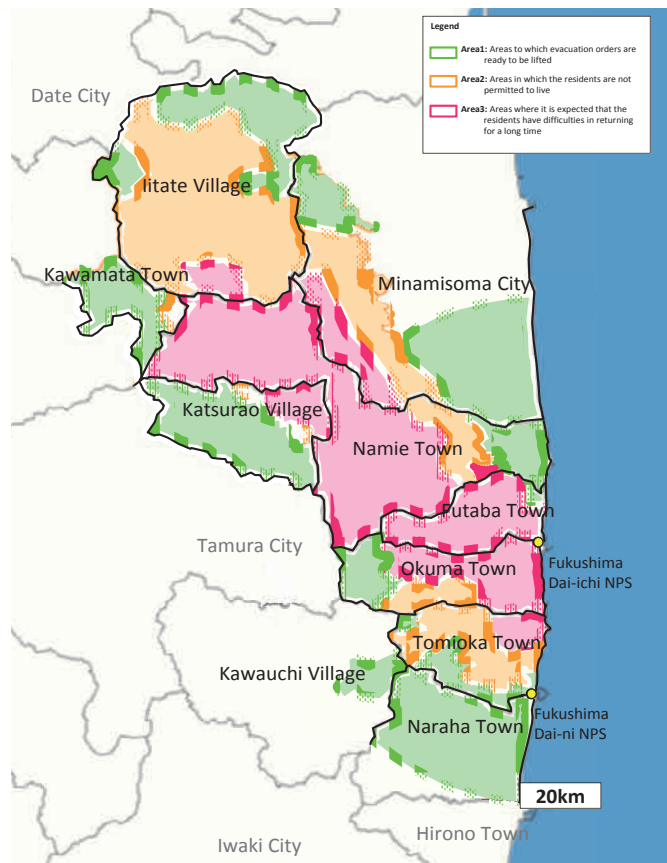 Legend
Area1: Areas to which evacuation orders are
ready to be lifted
Area2: Areas in which the residents are not
permitted to live
Area3: Areas where it is expected that the
residents have difficulties in returning
for a long time
Date City
Iitate Village
Kawamata Town
Minamisoma City
Katsurao Village
Namie Town
Futaba Town
Tamura City
Okuma Town
Fukushima
Dai-ichi NPS
Tomioka Town
Kawauchi Village
Fukushima
Dai-ni NPS
Naraha Town
20km
Hirono Town
Iwaki City